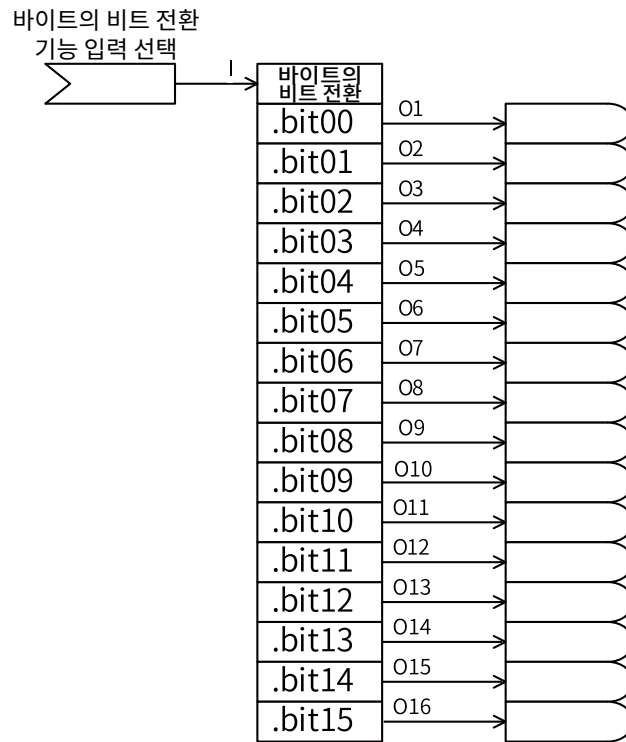 바이트의 비트 전환
기능 입력 선택
I
바이트의
비트 전환
.bit00
O1
.bit01
O2
.bit02
O3
.bit03
O4
.bit04
O5
.bit05
O6
.bit06
O7
.bit07
O8
.bit08
O9
.bit09
O10
.bit10
O11
.bit11
O12
.bit12
O13
.bit13
O14
.bit14
O15
.bit15
O16